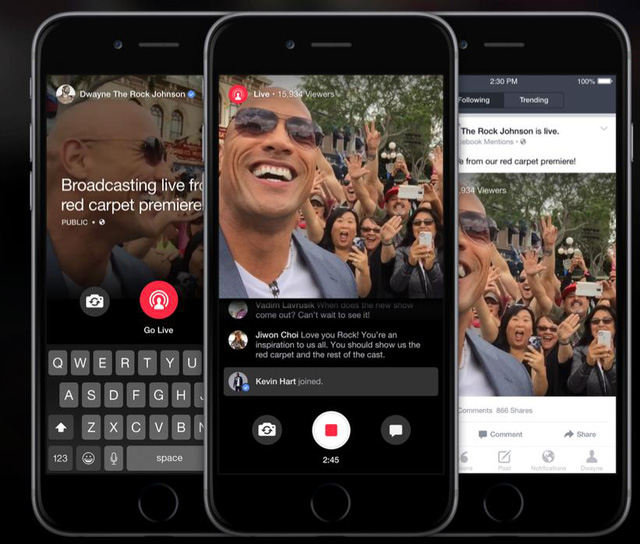 Dwayne The Rock Johnson
Broadcasting live fr
red carpet premiere
PUBLIC •
Go Live
Q W E R T Y U
A S D F G H
Z X C V B
123
space
Live • 15,934 Viewers
Vadim Lavrusik When does the new show
come out? Can't wait to see it!
Jiwon Choi Love you Rock! You're an
inspiration to us all. You should show us the
red carpet and the rest of the cast.
Kevin Hart joined.
2:45
2:30 PM
100%
Following
Trending
The Rock Johnson is live.
ebook Mentions •
e from our red carpet premiere!
,934 Viewers
omments 866 Shares
Comment
Share
Post
Notifications
Dwayne